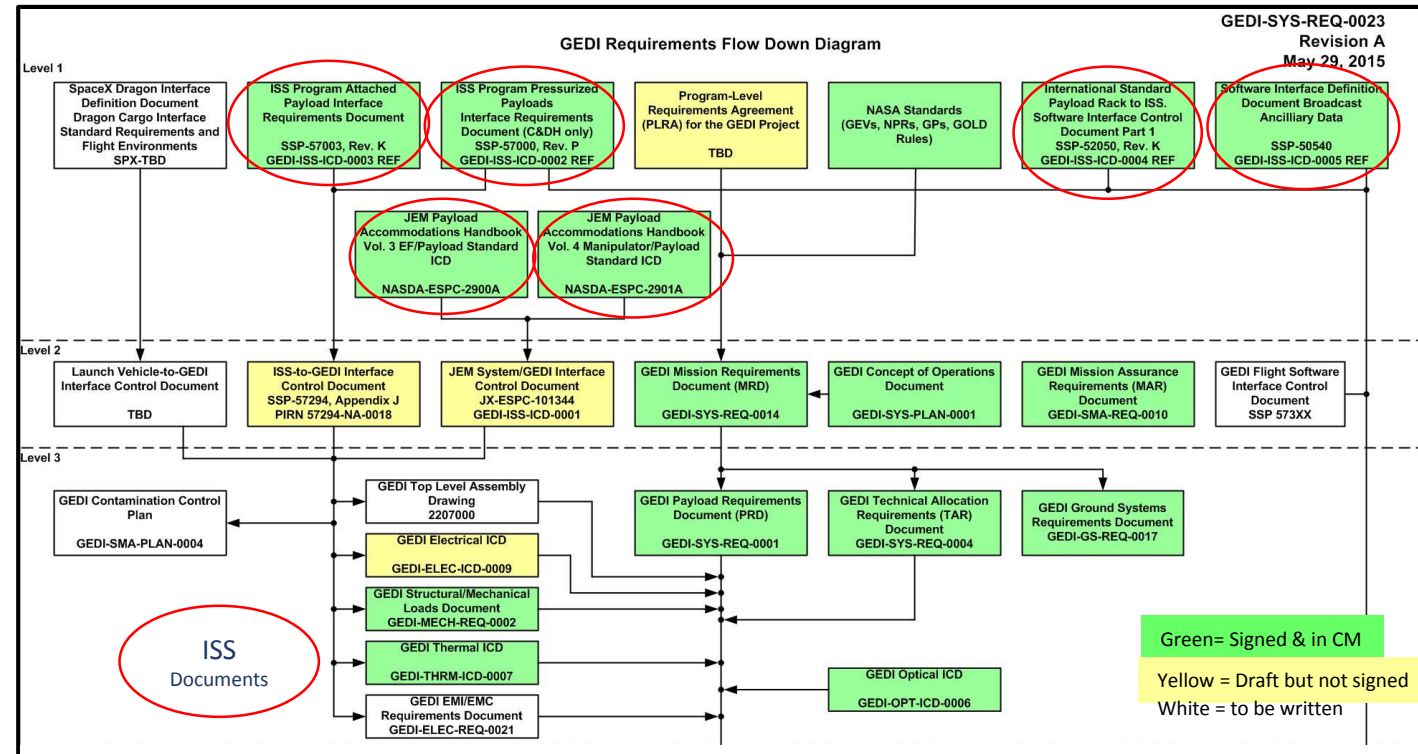 GEDI-SYS-REQ-0023
Revision A
May 29, 2015
GEDI Requirements Flow Down Diagram
Level 1
SpaceX Dragon Interface
Definition Document
Dragon Cargo Interface
Standard Requirements and
Flight Environments
SPX-TBD
ISS Program Attached
Payload Interface
Requirements Document
SSP-57003, Rev. K
GEDI-ISS-ICD-0003 REF
ISS Program Pressurized
Payloads
Interface Requirements
Document (C&DH only)
SSP-57000, Rev. P
GEDI-ISS-ICD-0002 REF
Program-Level
Requirements Agreement
(PLRA) for the GEDI Project
TBD
NASA Standards
(GEVs, NPRs, GPs, GOLD
Rules)
International Standard
Payload Rack to ISS.
Software Interface Control
Document Part 1
SSP-52050, Rev. K
GEDI-ISS-ICD-0004 REF
Software Interface Definition
Document Broadcast
Ancilliary Data
SSP-50540
GEDI-ISS-ICD-0005 REF
JEM Payload
Accommodations Handbook
Vol. 3 EF/Payload Standard
ICD
NASDA-ESPC-2900A
JEM Payload
Accommodations Handbook
Vol. 4 Manipulator/Payload
Standard ICD
NASDA-ESPC-2901A
Level 2
Launch Vehicle-to-GEDI
Interface Control Document
TBD
ISS-to-GEDI Interface
Control Document
SSP-57294, Appendix J
PIRN 57294-NA-0018
JEM System/GEDI Interface
Control Document
JX-ESPC-101344
GEDI-ISS-ICD-0001
GEDI Mission Requirements
Document (MRD)
GEDI-SYS-REQ-0014
GEDI Concept of Operations
Document
GEDI-SYS-PLAN-0001
GEDI Mission Assurance
Requirements (MAR)
Document
GEDI-SMA-REQ-0010
GEDI Flight Software
Interface Control
Document
SSP 573XX
Level 3
GEDI Contamination Control
Plan
GEDI-SMA-PLAN-0004
GEDI Top Level Assembly
Drawing
2207000
GEDI Electrical ICD
GEDI-ELEC-ICD-0009
GEDI Structural/Mechanical
Loads Document
GEDI-MECH-REQ-0002
GEDI Thermal ICD
GEDI-THRM-ICD-0007
GEDI EMI/EMC
Requirements Document
GEDI-ELEC-REQ-0021
GEDI Payload Requirements
Document (PRD)
GEDI-SYS-REQ-0001
GEDI Technical Allocation
Requirements (TAR)
Document
GEDI-SYS-REQ-0004
GEDI Ground Systems
Requirements Document
GEDI-GS-REQ-0017
GEDI Optical ICD
GEDI-OPT-ICD-0006
ISS
Documents
Green= Signed & in CM
Yellow = Draft but not signed
White = to be written